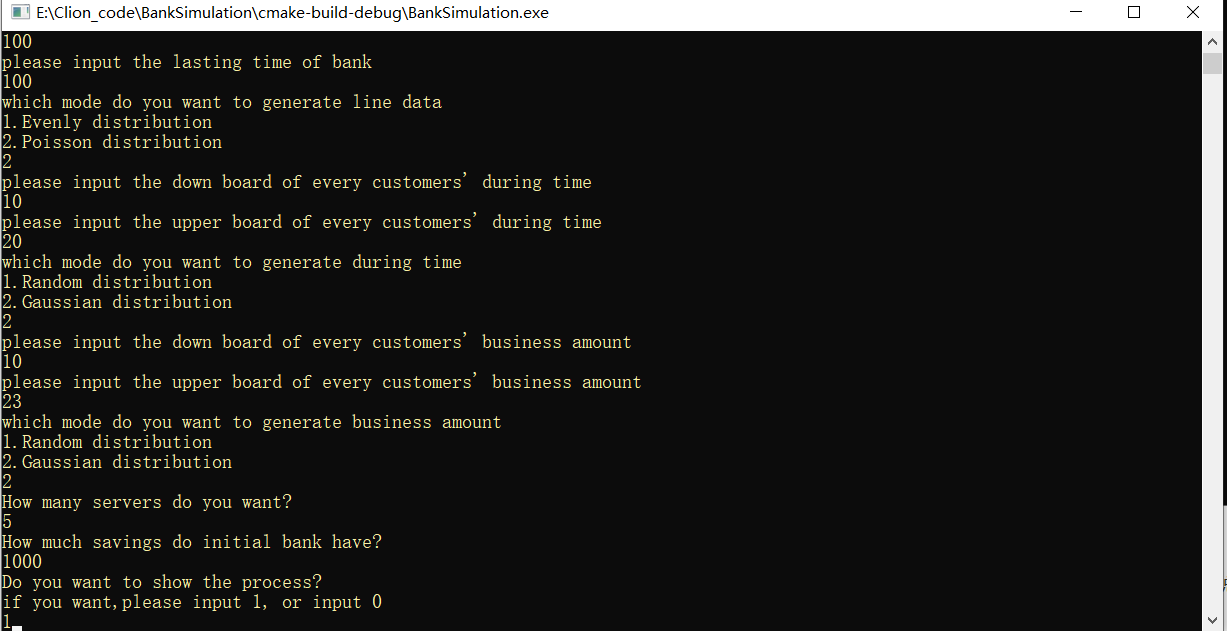 E:\Clion_code\BankSimulation\cmake-build-debug\BankSimulation.exe
100
please input the lasting time of bank
100
which mode do you want to generate line data
1.Evenly distribution
2.Poisson distribution
2
please input the down board of every customers' during time
10
please input the upper board of every customers' during time
20
which mode do you want to generate during time
1.Random distribution
2.Gaussian distribution
2
please input the down board of every customers' business amount
10
please input the upper board of every customers' business amount
23
which mode do you want to generate business amount
1.Random distribution
2.Gaussian distribution
2
How many servers do you want?
5
How much savings do initial bank have?
1000
Do you want to show the process?
if you want,please input 1, or input 0
1